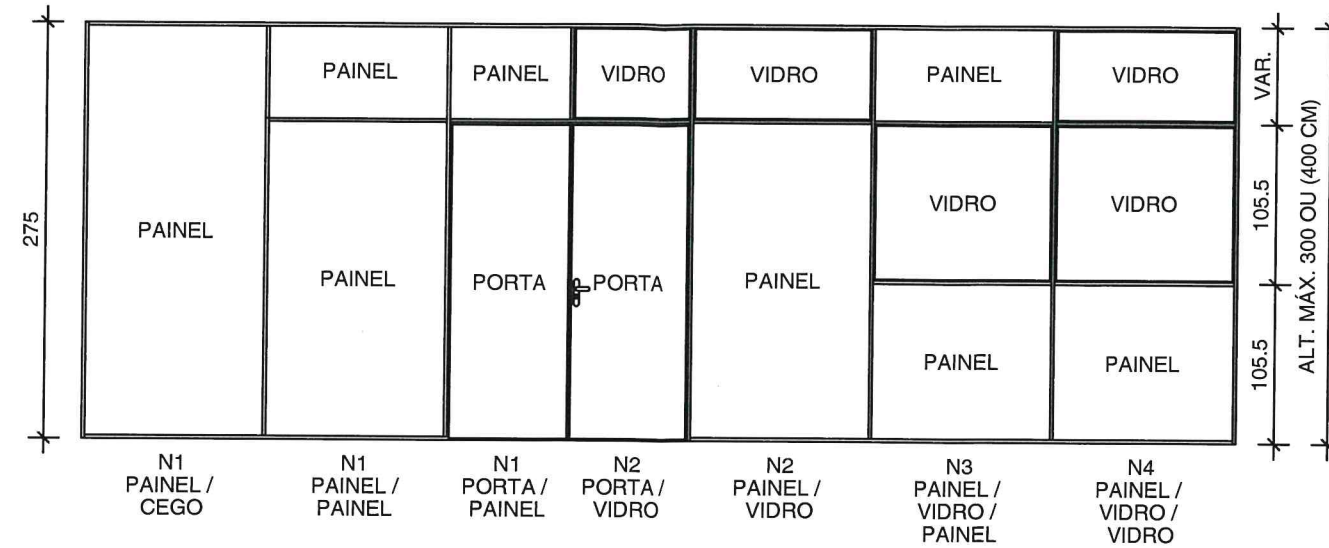 PAINEL
PAINEL
VIDRO
VIDRO
PAINEL
VIDRO
PAINEL
PAINEL
PORTA
PORTA
PAINEL
VIDRO
VIDRO
PAINEL
PAINEL
275
VAR.
105.5
105.5
ALT. MÁX. 300 OU (400 CM)
N1
PAINEL /
CEGO
N1
PAINEL /
PAINEL
N1
PORTA /
PAINEL
N2
PORTA /
VIDRO
N2
PAINEL /
VIDRO
N3
PAINEL /
VIDRO /
PAINEL
N4
PAINEL /
VIDRO /
VIDRO